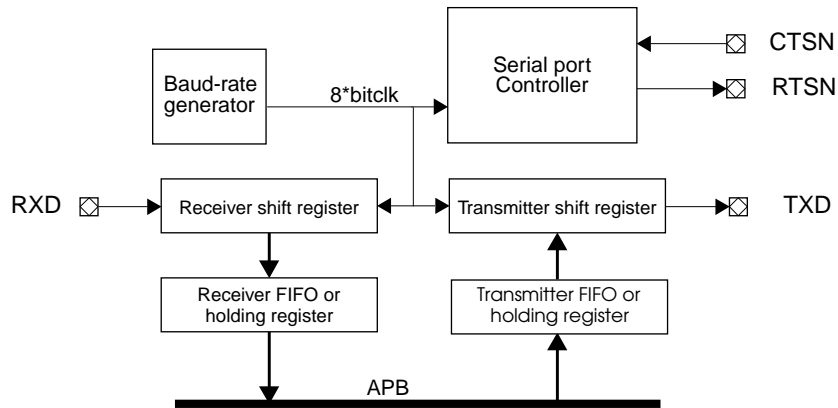 CTSN
Serial port
Controller
Baud-rate
generator
8*bitclk
RTSN
RXD
Receiver shift register
Transmitter shift register
TXD
Receiver FIFO or
holding register
Transmitter FIFO or
holding register
APB